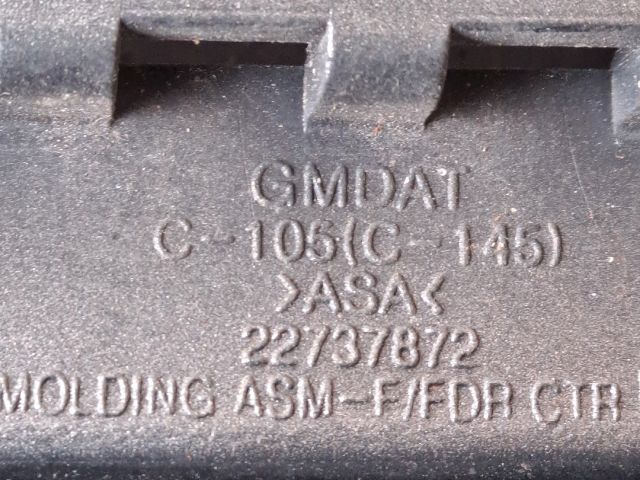 GMDAT
C-105(C-145)
>ASA<
22737872
MOLDING ASM-F/FDR CTR